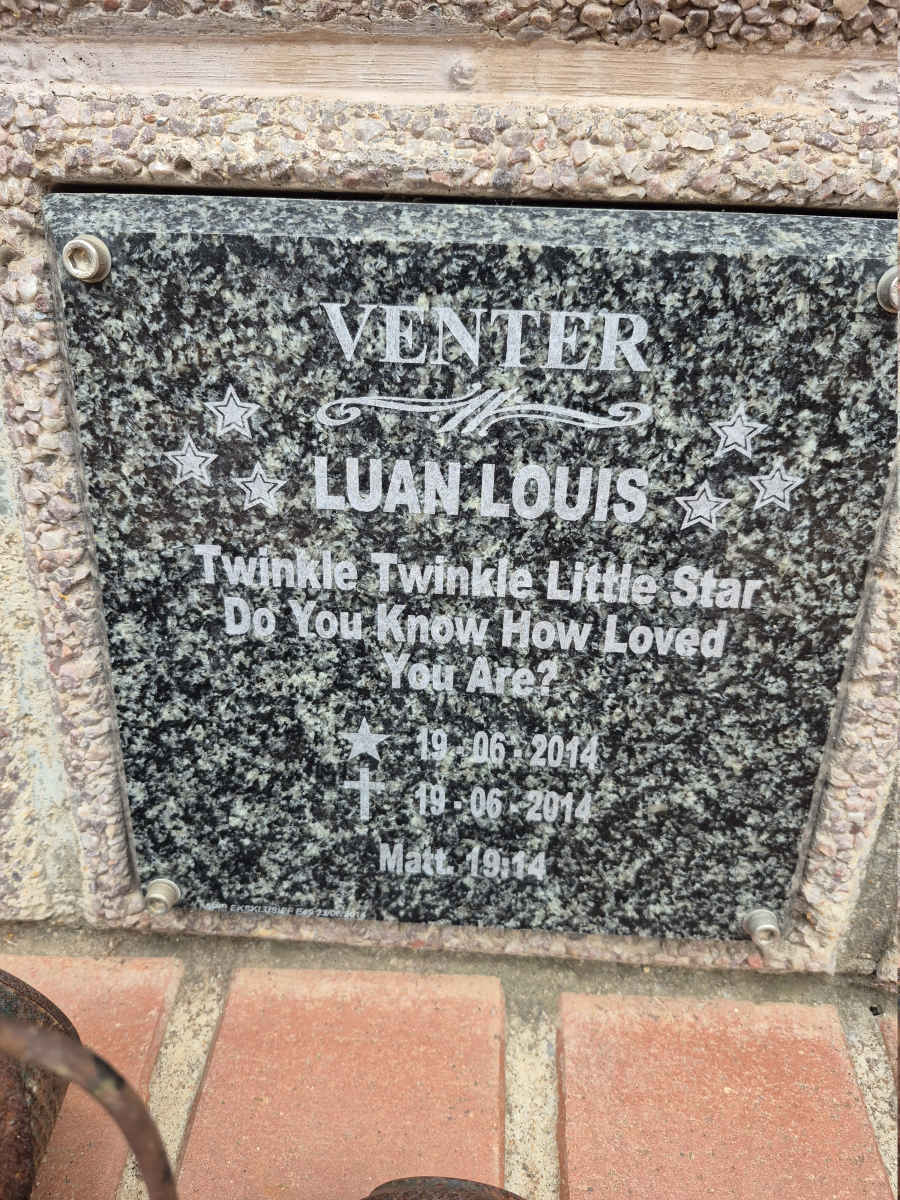 VENTER
LUAN LOUIS
Twinkle Twinkle Little Star
Do You Know How Loved
You Are?
19 - 06 - 2014
19 - 06 - 2014
Matt. 19:14
EKSKLUSIEF